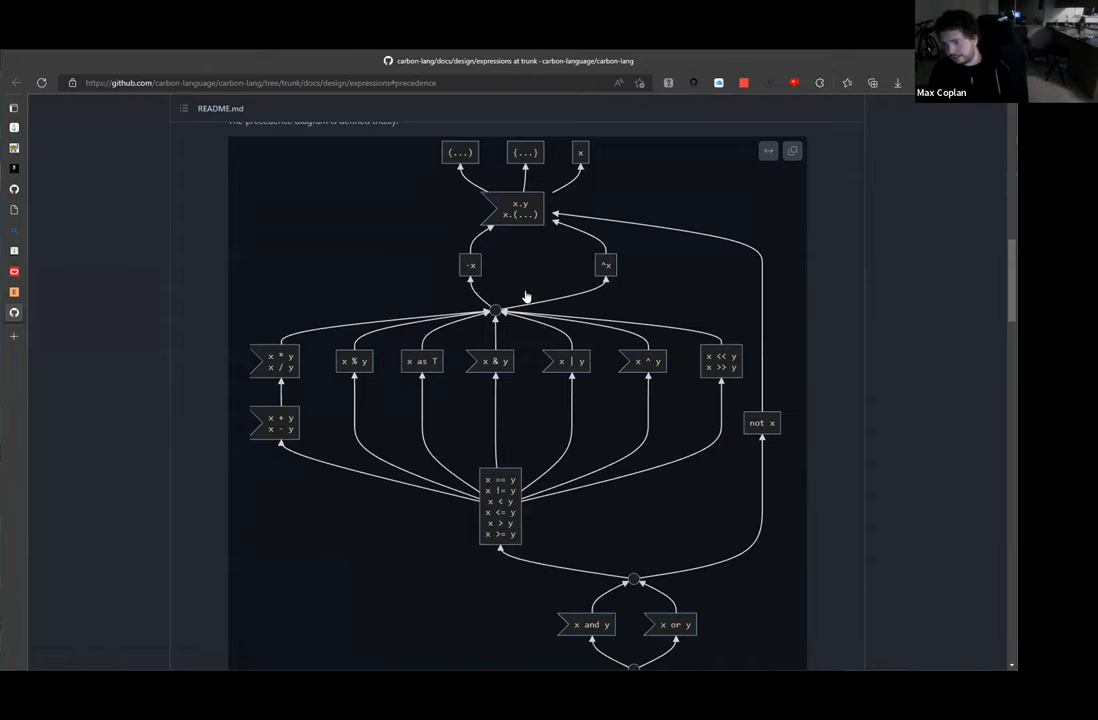 carbon-lang/docs/design/expressions at trunk · carbon-language/carbon-lang
https://github.com/carbon-language/carbon-lang/tree/trunk/docs/design/expressions#precedence
Max Coplan
README.md
The precedence diagram is defined thusly:
(...)
{...}
x
x.y
x.(...)
-x
^x
x * y
x / y
x % y
x as T
x & y
x | y
x ^ y
x << y
x >> y
x + y
x - y
not x
x == y
x != y
x < y
x <= y
x > y
x >= y
x and y
x or y